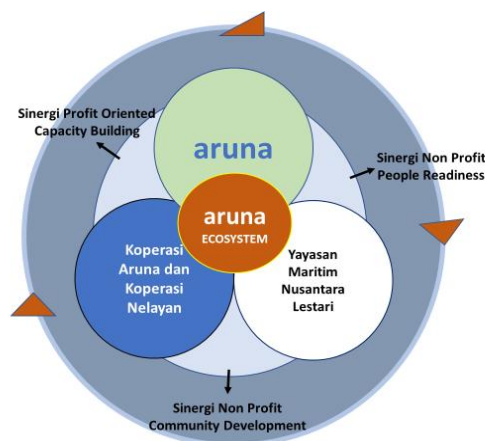 Sinergi Profit Oriented
Capacity Building
aruna
Sinergi Non Profit
People Readiness
aruna
ECOSYSTEM
Koperasi
Aruna dan
Koperasi
Nelayan
Yayasan
Maritim
Nusantara
Lestari
Sinergi Non Profit
Community Development